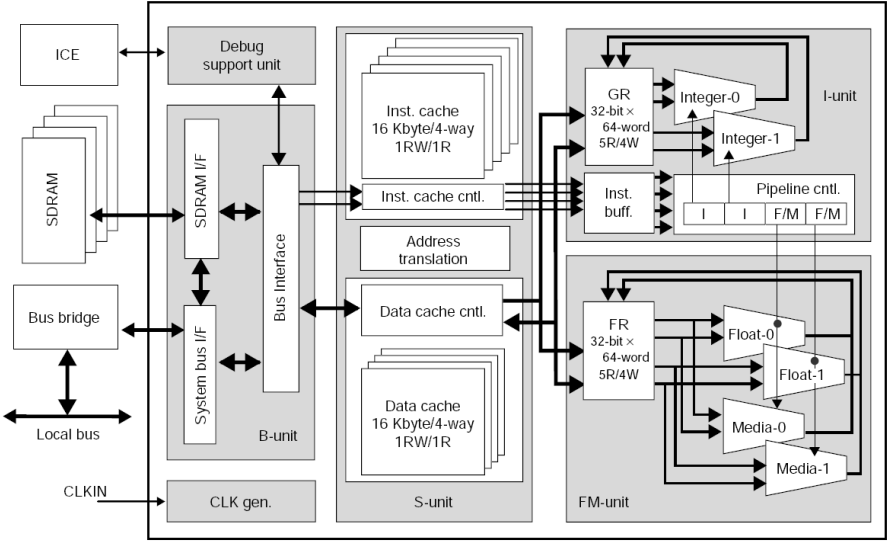 ICE
Debug
support unit
SDRAM
SDRAM I/F
Bus bridge
System bus I/F
Bus Interface
Local bus
B-unit
CLKIN
CLK gen.
Inst. cache
16 Kbyte/4-way
1RW/1R
Inst. cache cntl.
Address
translation
Data cache cntl.
Data cache
16 Kbyte/4-way
1RW/1R
S-unit
GR
32-bit ×
64-word
5R/4W
Integer-0
Integer-1
I-unit
Inst.
buff.
Pipeline cntl.
I I F/M F/M
FR
32-bit ×
64-word
5R/4W
Float-0
Float-1
Media-0
Media-1
FM-unit